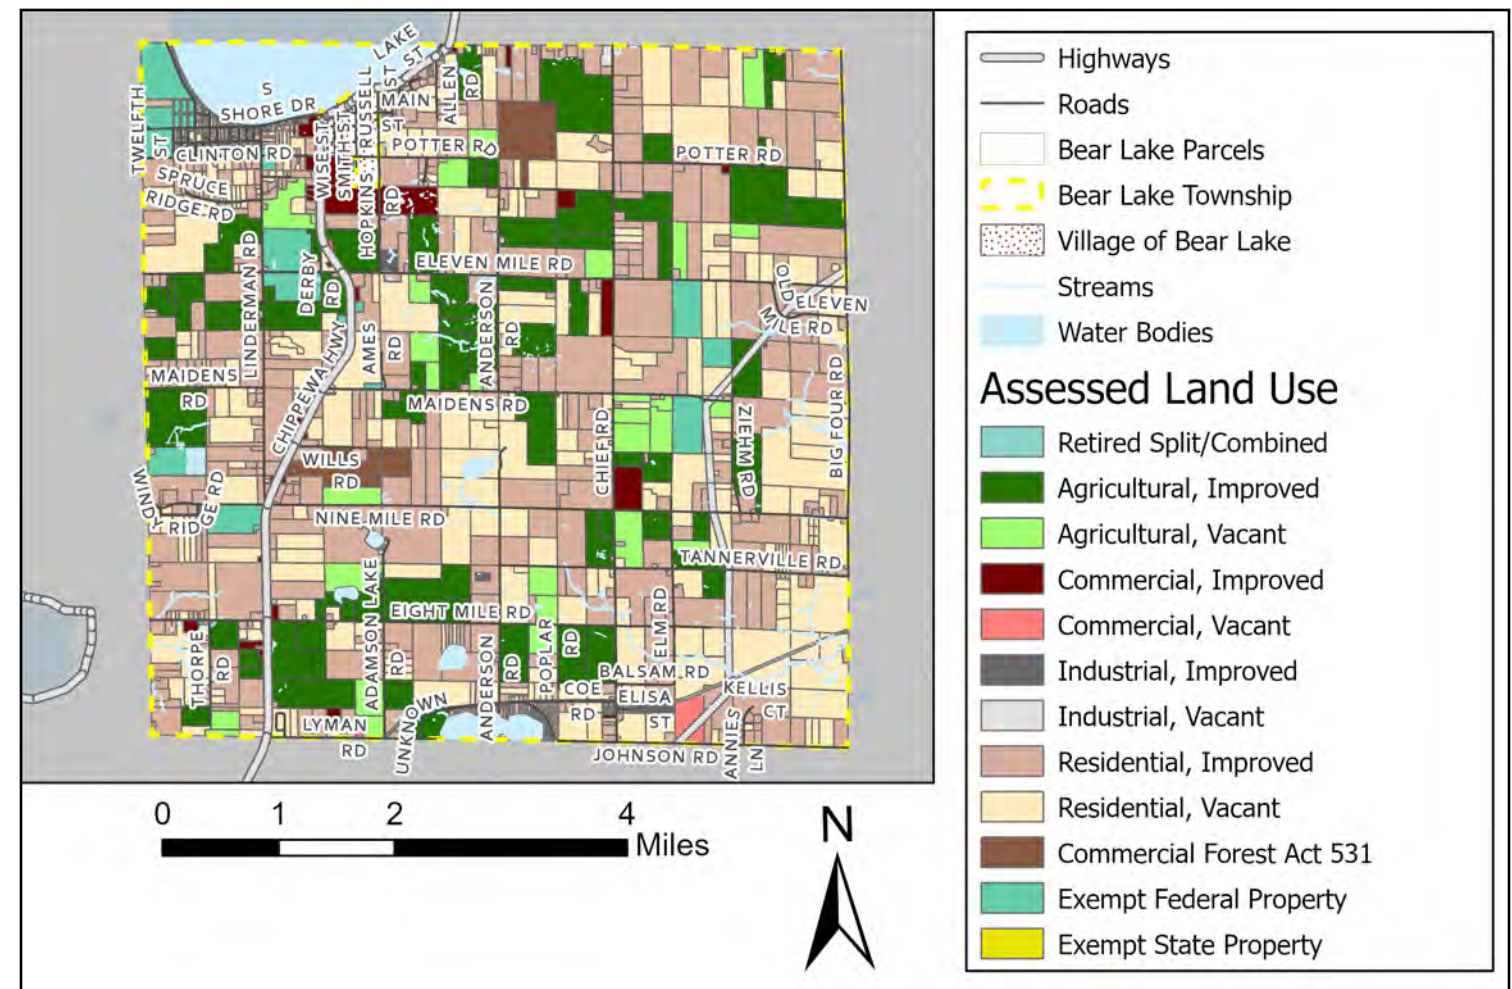 LAKE ST
ST
S SHORE DR
TWELFTH ST
MAIN ST
ALLEN RD
CLINTON RD
WISE ST
SMITH ST
HOPKINS
RUSSELL
POTTER RD
POTTER RD
SPRUCE RIDGE RD
RD
LINDERMAN RD
DERBY RD
ELEVEN MILE RD
OLD ELEVEN MILE RD
ANDERSON RD
CHIPPEWA HWY
AMES RD
MAIDENS RD
MAIDENS RD
CHIEF RD
ZIEHM RD
BIG FOUR RD
WILLS RD
WINDY RIDGE RD
NINE MILE RD
TANNERVILLE RD
ADAMSON LAKE RD
EIGHT MILE RD
THORPE RD
ANDERSON RD
POPLAR RD
ELM RD
BALSAM RD
COE RD
ELISA ST
KELLIS CT
LYMAN RD
UNKNOWN
JOHNSON RD
ANNIES LN
0 1 2 4
Miles
N
Highways
Roads
Bear Lake Parcels
Bear Lake Township
Village of Bear Lake
Streams
Water Bodies
Assessed Land Use
Retired Split/Combined
Agricultural, Improved
Agricultural, Vacant
Commercial, Improved
Commercial, Vacant
Industrial, Improved
Industrial, Vacant
Residential, Improved
Residential, Vacant
Commercial Forest Act 531
Exempt Federal Property
Exempt State Property